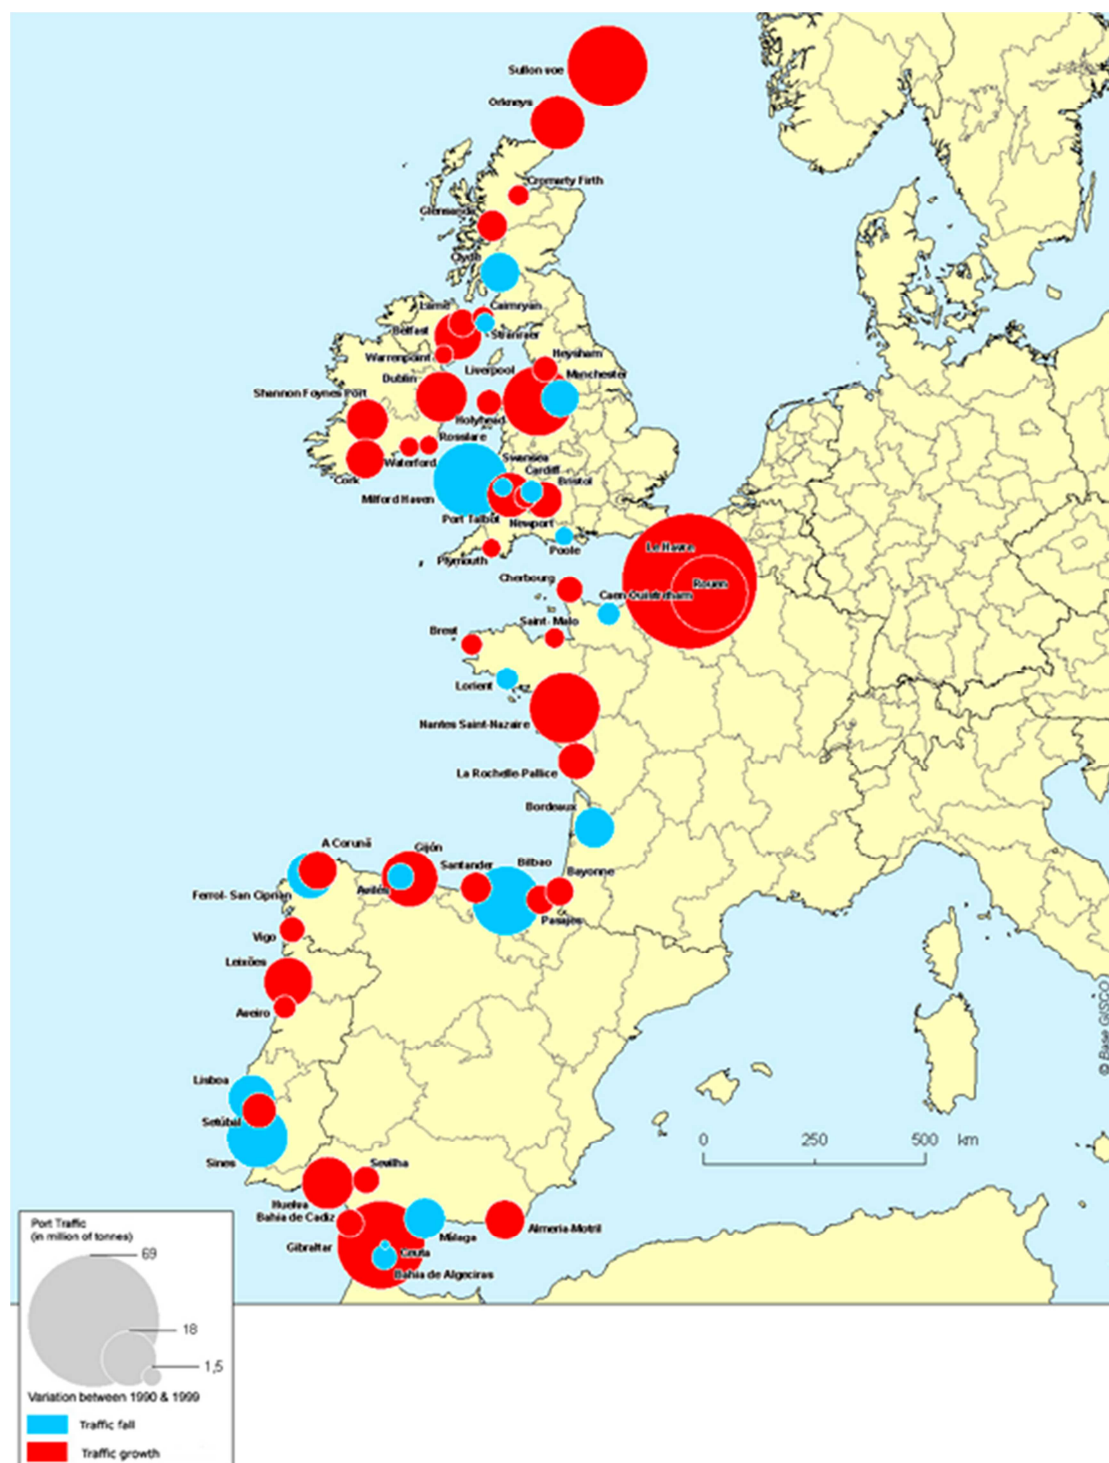 Sullon voe
Orkneys
Cromarty Firth
Glensanda
Clyde
Larne
Cairnryan
Belfast
Stranraer
Warrenpoint
Heysham
Liverpool
Manchester
Dublin
Shannon Foynes Port
Holyhead
Rosslare
Waterford
Cork
Swansea
Cardiff
Bristol
Milford Haven
Port Talbot
Newport
Poole
Plymouth
Le Havre
Rouen
Cherbourg
Caen Ouistreham
Saint- Malo
Brest
Lorient
Nantes Saint-Nazaire
La Rochelle-Pallice
Bordeaux
A Coruñã
Gijón
Santander
Bilbao
Bayonne
Ferrol- San Ciprian
Avilés
Pasajes
Vigo
Leixões
Aveiro
Lisboa
Setúbal
Sines
Sevilha
Huelva
Bahia de Cadiz
Málaga
Almeria-Motril
Gibraltar
Ceuta
Bahia de Algeciras
© Base GISCO
0 250 500 km
Port Traffic
(in million of tonnes)
69
18
1,5
Variation between 1990 & 1999
Traffic fall
Traffic growth